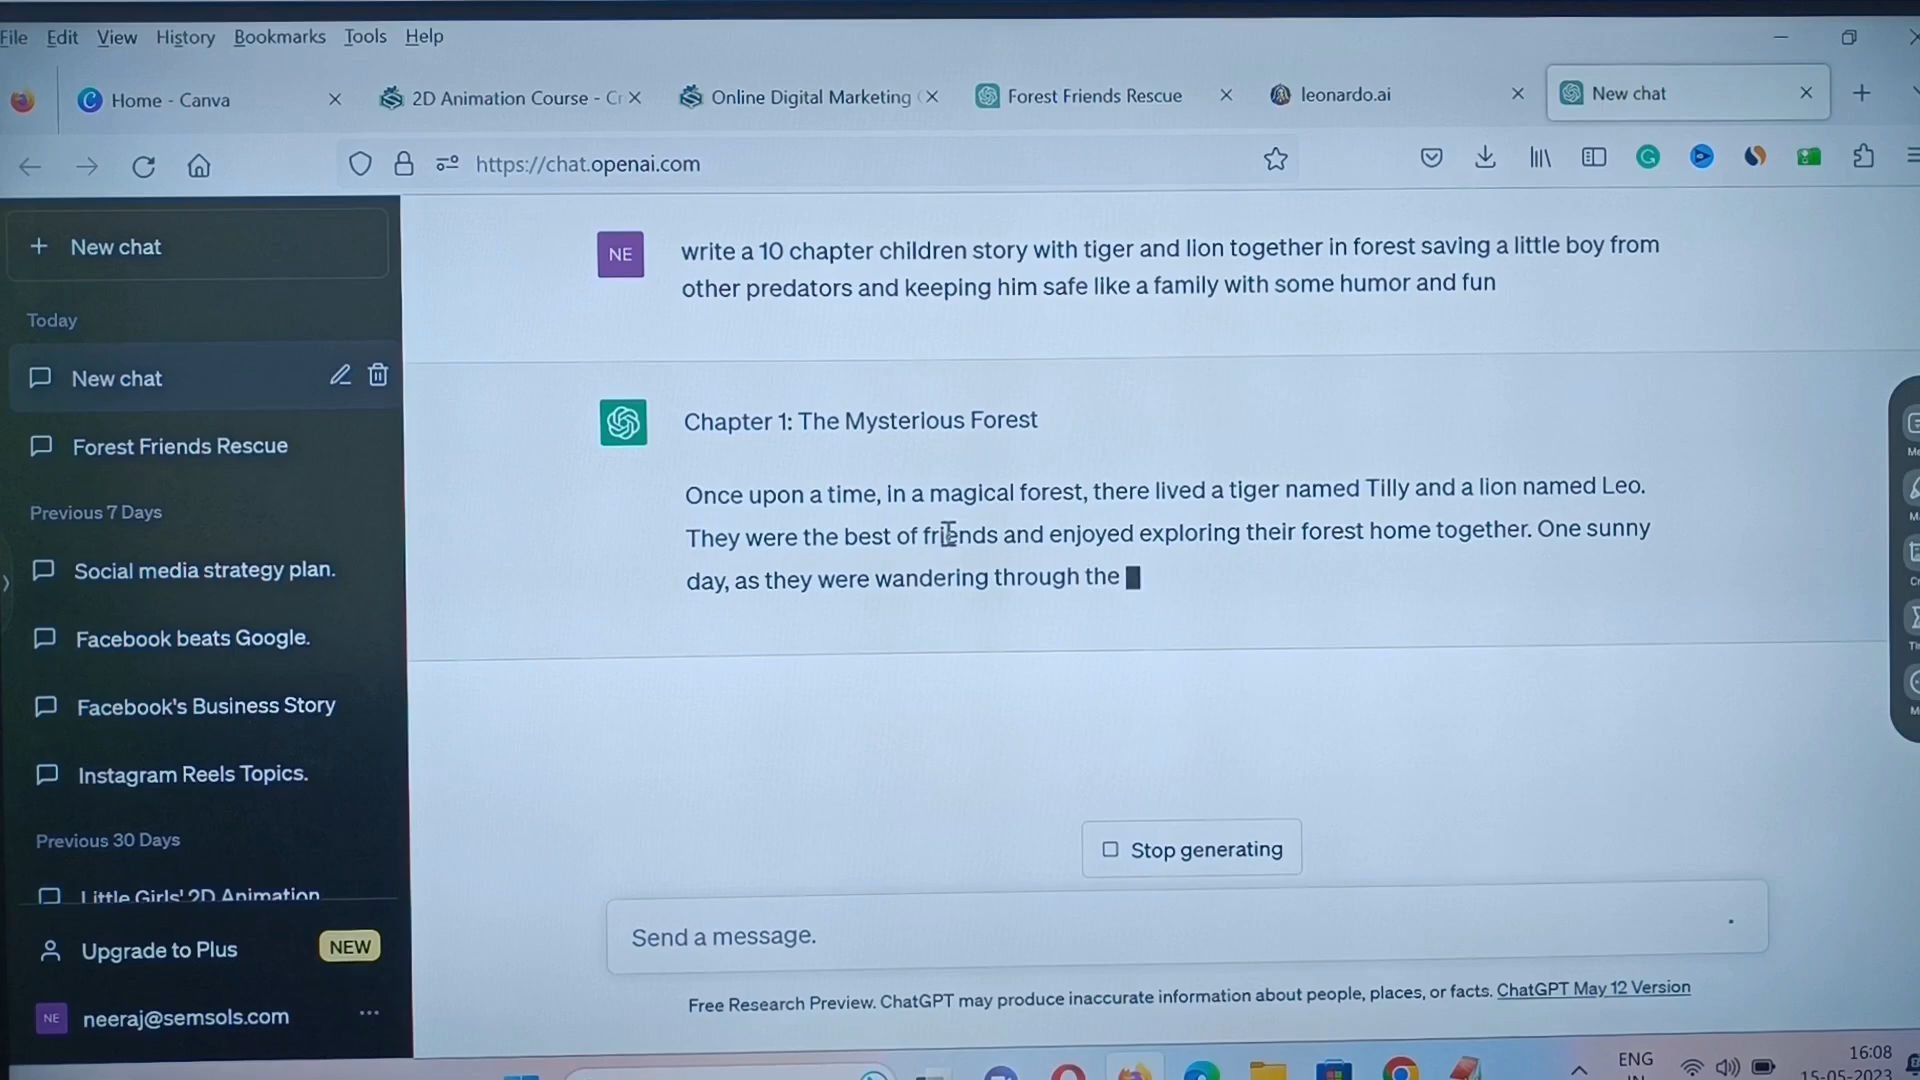 File Edit View History Bookmarks Tools Help
Home - Canva
2D Animation Course - Cr
Online Digital Marketing
Forest Friends Rescue
leonardo.ai
New chat
https://chat.openai.com
New chat
Today
New chat
Forest Friends Rescue
Previous 7 Days
Social media strategy plan.
Facebook beats Google.
Facebook's Business Story
Instagram Reels Topics.
Previous 30 Days
Little Girls' 2D Animation
Upgrade to Plus NEW
NE neeraj@semsols.com
NE
write a 10 chapter children story with tiger and lion together in forest saving a little boy from
other predators and keeping him safe like a family with some humor and fun
Chapter 1: The Mysterious Forest
Once upon a time, in a magical forest, there lived a tiger named Tilly and a lion named Leo.
They were the best of friends and enjoyed exploring their forest home together. One sunny
day, as they were wandering through the
Stop generating
Send a message.
Free Research Preview. ChatGPT may produce inaccurate information about people, places, or facts. ChatGPT May 12 Version
ENG
IN
16:08
15-05-2023